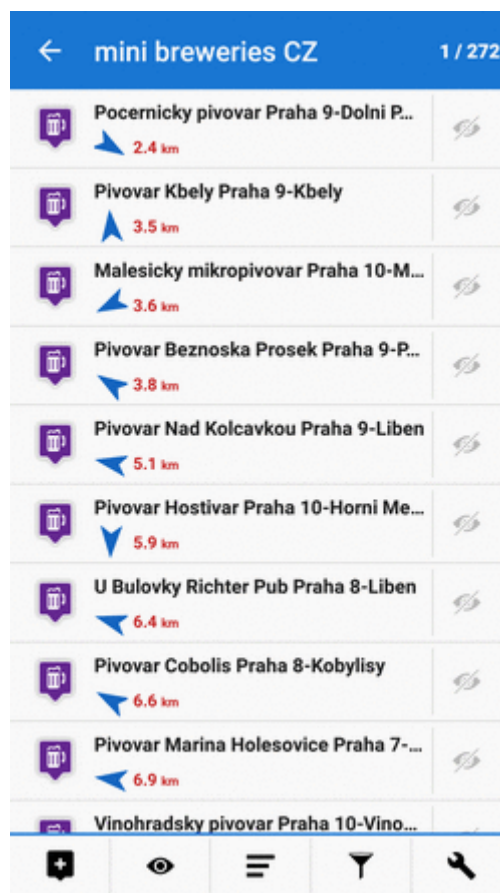 mini breweries CZ
1 / 272
Pocernicky pivovar Praha 9-Dolni P...
2.4 km
Pivovar Kbely Praha 9-Kbely
3.5 km
Malesicky mikropivovar Praha 10-M...
3.6 km
Pivovar Beznoska Prosek Praha 9-P...
3.8 km
Pivovar Nad Kolcavkou Praha 9-Liben
5.1 km
Pivovar Hostivar Praha 10-Horni Me...
5.9 km
U Bulovky Richter Pub Praha 8-Liben
6.4 km
Pivovar Cobolis Praha 8-Kobylisy
6.6 km
Pivovar Marina Holesovice Praha 7-...
6.9 km
Vinohradsky pivovar Praha 10-Vino...